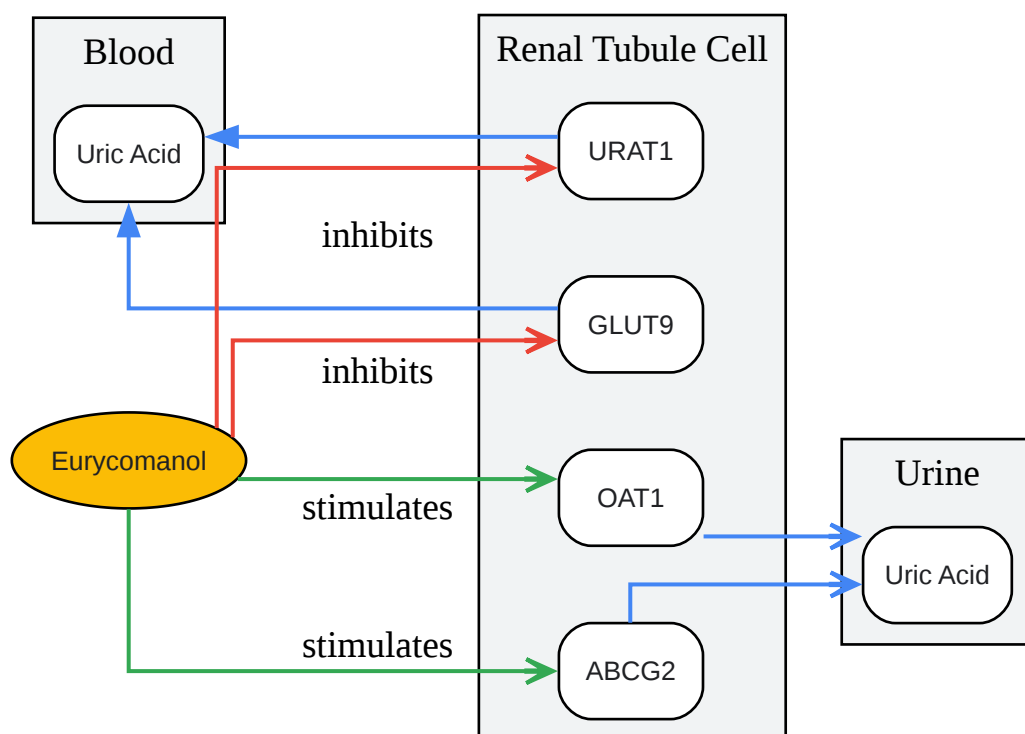 Blood
Uric Acid
Renal Tubule Cell
URAT1
inhibits
GLUT9
inhibits
Eurycomanol
stimulates
OAT1
Urine
Uric Acid
stimulates
ABCG2